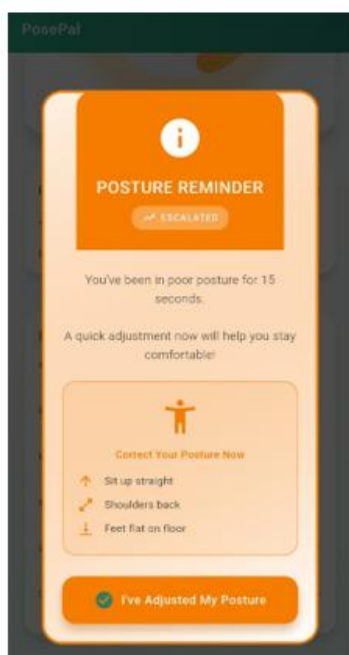 PosePal
POSTURE REMINDER
ESCALATED
You've been in poor posture for 15
seconds.
A quick adjustment now will help you stay
comfortable!
Correct Your Posture Now
Sit up straight
Shoulders back
Feet flat on floor
I've Adjusted My Posture